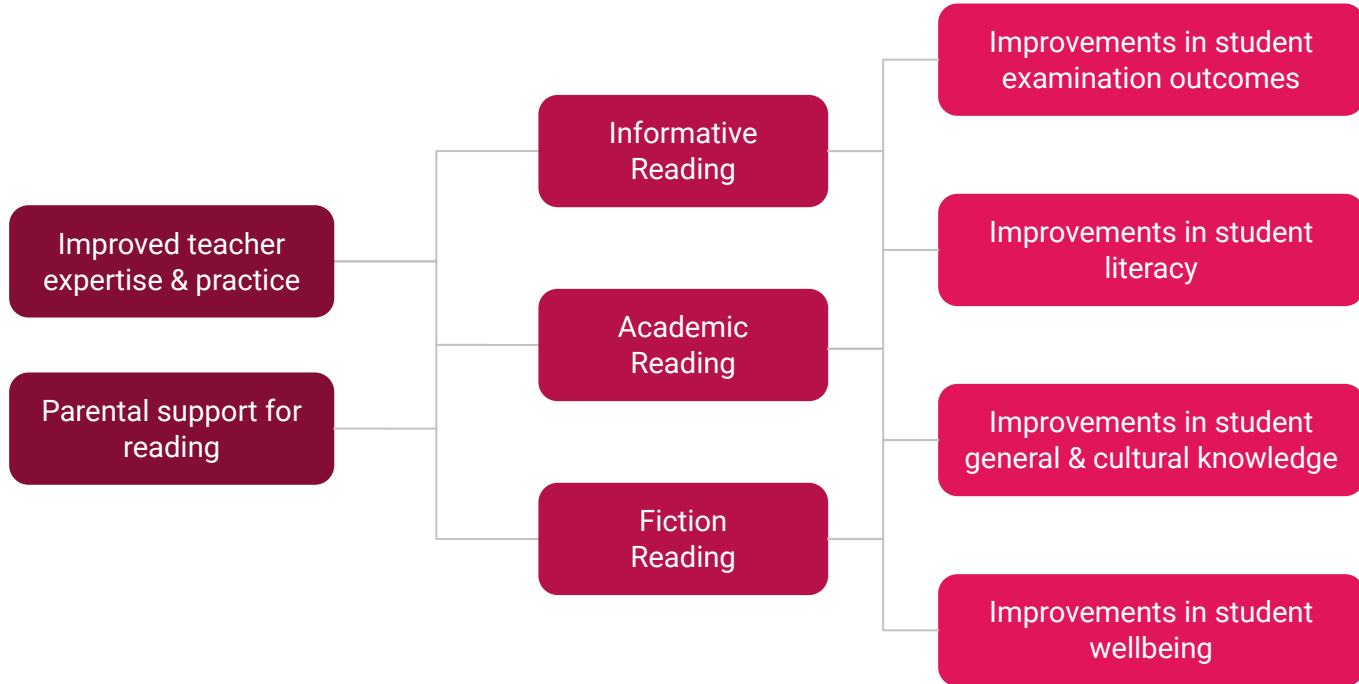 Improved teacher
expertise & practice
Parental support for
reading
Informative
Reading
Academic
Reading
Fiction
Reading
Improvements in student
examination outcomes
Improvements in student
literacy
Improvements in student
general & cultural knowledge
Improvements in student
wellbeing